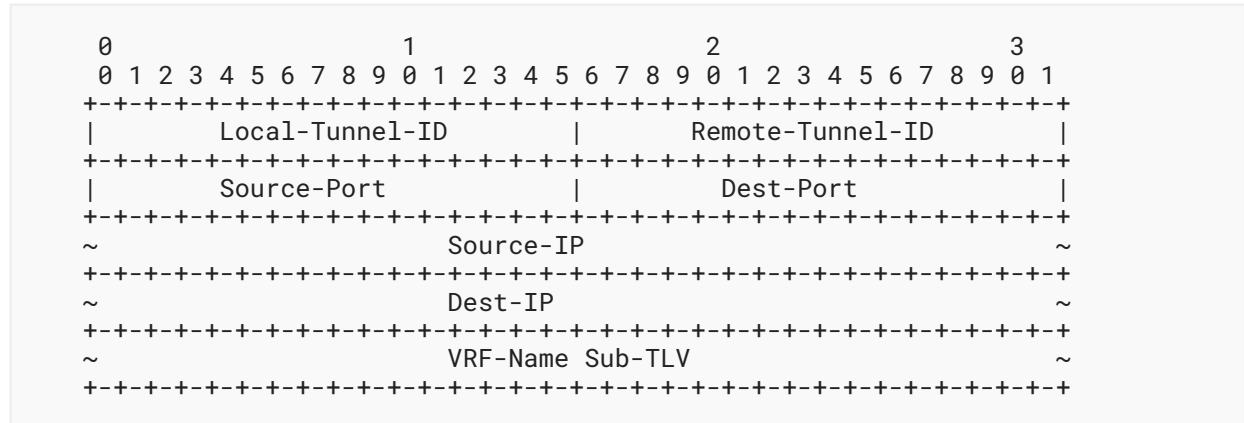 0                   1                   2                   3
 0 1 2 3 4 5 6 7 8 9 0 1 2 3 4 5 6 7 8 9 0 1 2 3 4 5 6 7 8 9 0 1
+-+-+-+-+-+-+-+-+-+-+-+-+-+-+-+-+-+-+-+-+-+-+-+-+-+-+-+-+-+-+-+-+
|        Local-Tunnel-ID        |       Remote-Tunnel-ID        |
+-+-+-+-+-+-+-+-+-+-+-+-+-+-+-+-+-+-+-+-+-+-+-+-+-+-+-+-+-+-+-+-+
|        Source-Port            |         Dest-Port             |
+-+-+-+-+-+-+-+-+-+-+-+-+-+-+-+-+-+-+-+-+-+-+-+-+-+-+-+-+-+-+-+-+
~                       Source-IP                               ~
+-+-+-+-+-+-+-+-+-+-+-+-+-+-+-+-+-+-+-+-+-+-+-+-+-+-+-+-+-+-+-+-+
~                       Dest-IP                                 ~
+-+-+-+-+-+-+-+-+-+-+-+-+-+-+-+-+-+-+-+-+-+-+-+-+-+-+-+-+-+-+-+-+
~                       VRF-Name Sub-TLV                        ~
+-+-+-+-+-+-+-+-+-+-+-+-+-+-+-+-+-+-+-+-+-+-+-+-+-+-+-+-+-+-+-+-+